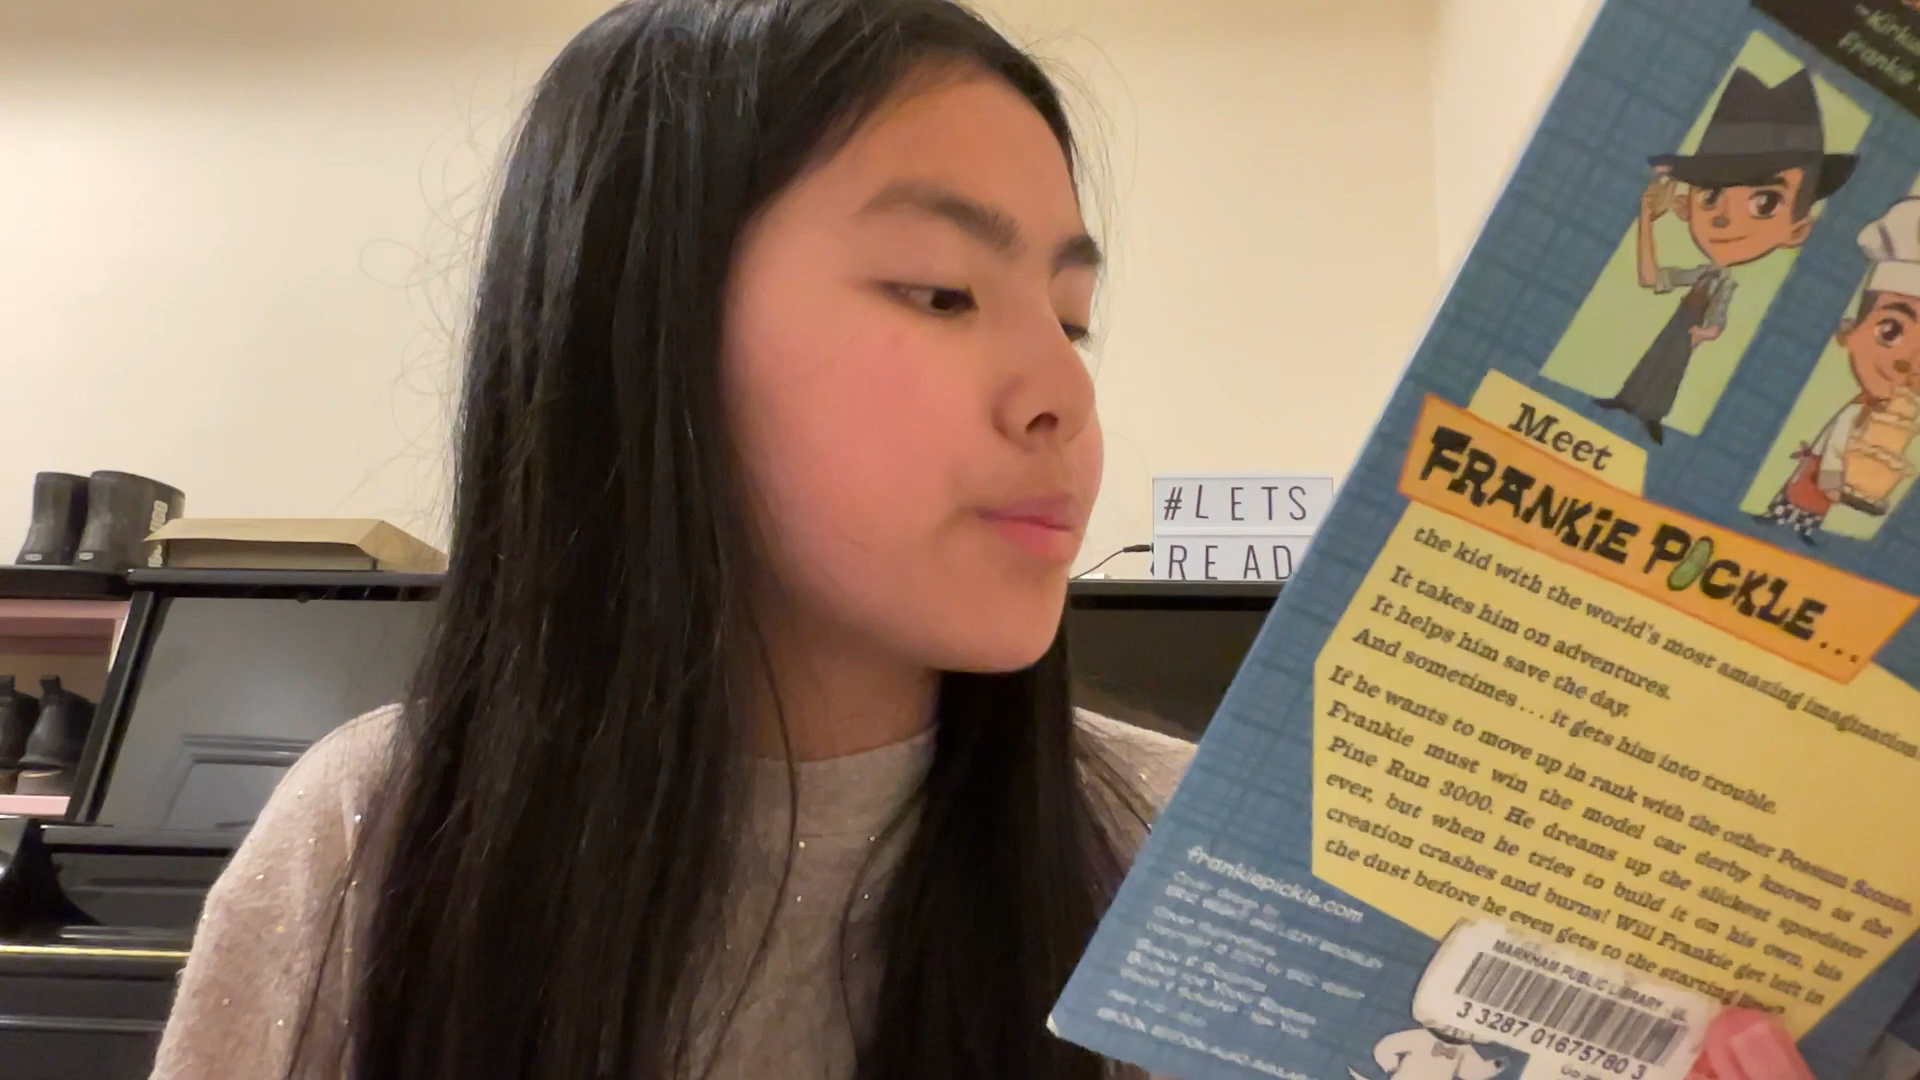 #LETS
READ
Frankie
Meet
FRANKiE PiCKLE...
the kid with the world's most amazing imagination.
It takes him on adventures.
It helps him save the day.
And sometimes... it gets him into trouble.
If he wants to move up in rank with the other Possum Scouts,
Frankie must win the model car derby known as the
Pine Run 3000. He dreams up the slickest speedster
ever, but when he tries to build it on his own, his
creation crashes and burns! Will Frankie get left in
the dust before he even gets to the starting
frankiepickle.com
Cover design by
MARKHAM PUBLIC LIBRARY
3 3287 01675780 3